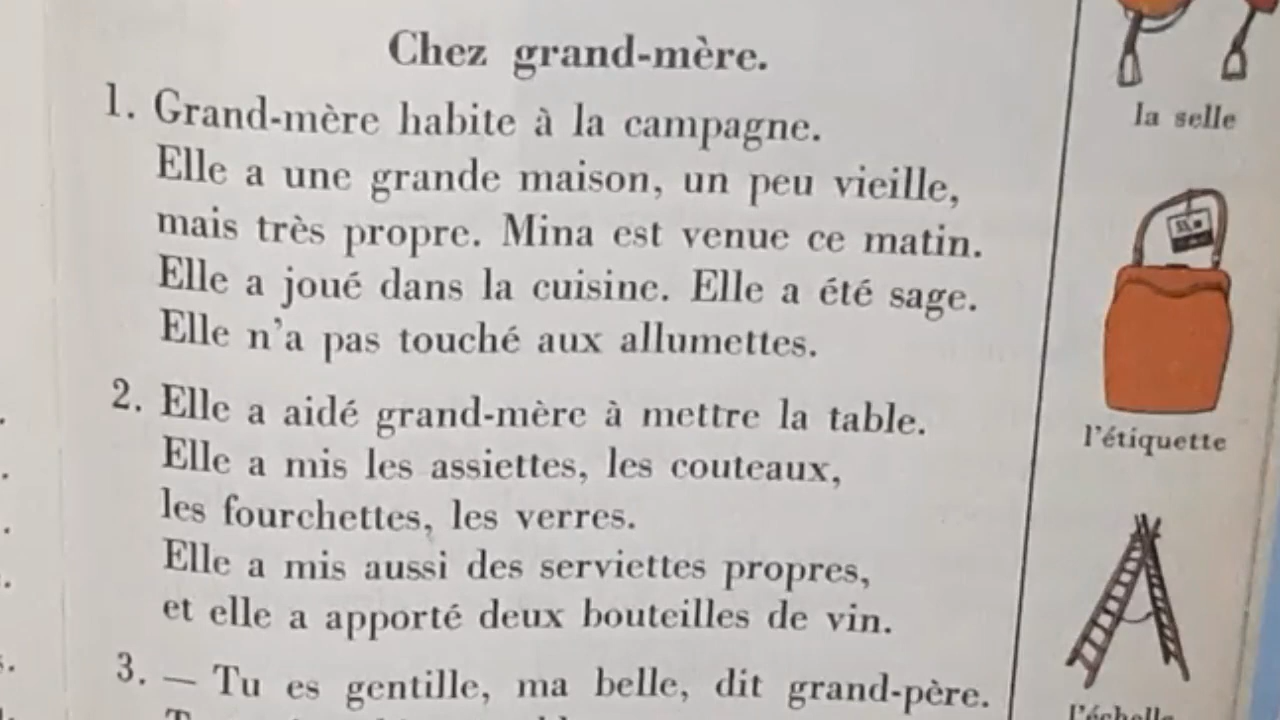 Chez grand-mère.
1. Grand-mère habite à la campagne.
Elle a une grande maison, un peu vieille,
mais très propre. Mina est venue ce matin.
Elle a joué dans la cuisine. Elle a été sage.
Elle n'a pas touché aux allumettes.
2. Elle a aidé grand-mère à mettre la table.
Elle a mis les assiettes, les couteaux,
les fourchettes, les verres.
Elle a mis aussi des serviettes propres,
et elle a apporté deux bouteilles de vin.
3. — Tu es gentille, ma belle, dit grand-père.
la selle
l'étiquette
l'échelle